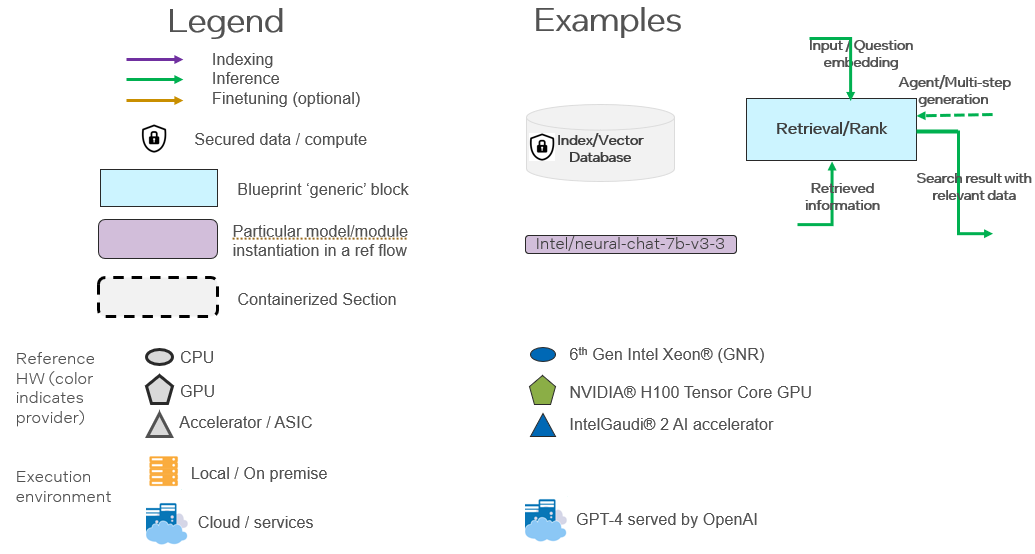 Legend
Indexing
Inference
Finetuning (optional)
Secured data / compute
Blueprint ‘generic’ block
Particular model/module
instantiation in a ref flow
Containerized Section
Reference
HW (color
indicates
provider)
CPU
GPU
Accelerator / ASIC
Execution
environment
Local / On premise
Cloud / services
Examples
Index/Vector
Database
Input / Question
embedding
Agent/Multi-step
generation
Retrieval/Rank
Retrieved
information
Search result with
relevant data
Intel/neural-chat-7b-v3-3
6th Gen Intel Xeon® (GNR)
NVIDIA® H100 Tensor Core GPU
IntelGaudi® 2 AI accelerator
GPT-4 served by OpenAI